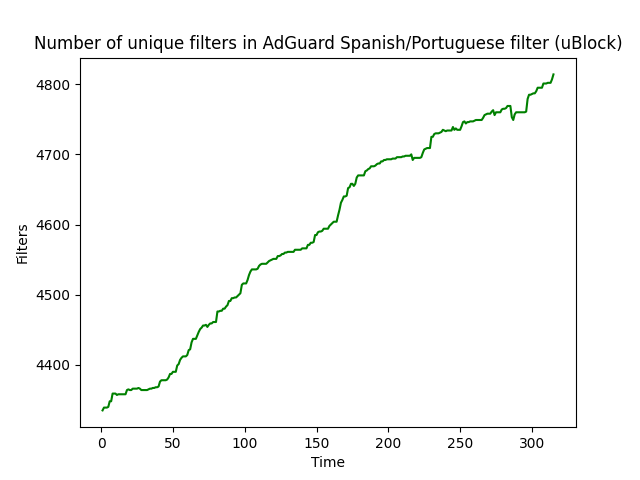 Number of unique filters in AdGuard Spanish/Portuguese filter (uBlock)
4800
4700
4600
4500
4400
Filters
0 50 100 150 200 250 300
Time